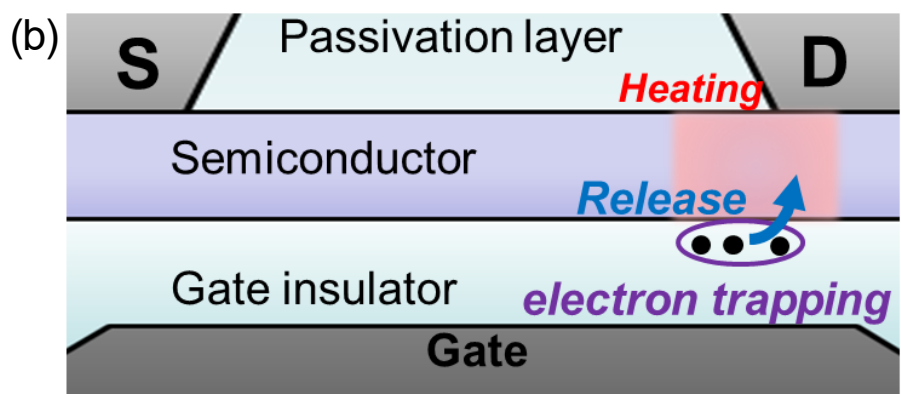 (b)
S
Passivation layer
D
Heating
Semiconductor
Release
Gate insulator
electron trapping
Gate